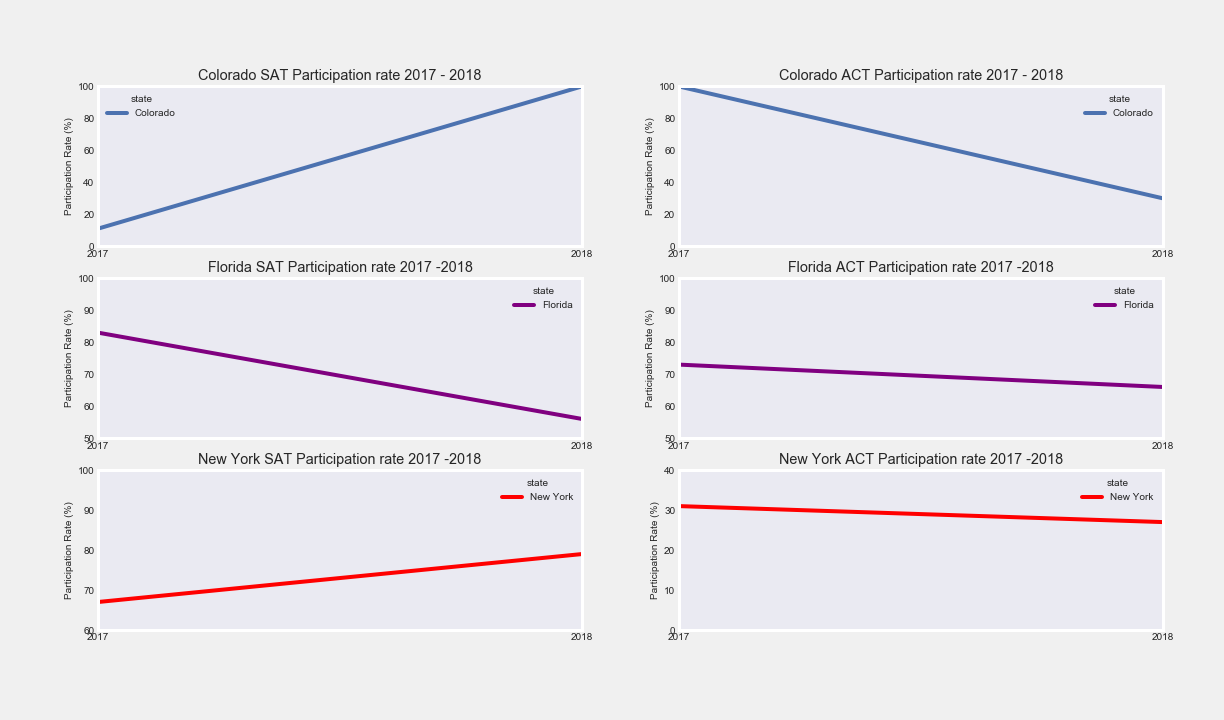 Colorado SAT Participation rate 2017 - 2018
Participation Rate (%)
100
80
60
40
20
0
state
Colorado
2017
2018
Colorado ACT Participation rate 2017 - 2018
Participation Rate (%)
100
80
60
40
20
0
state
Colorado
2017
2018
Florida SAT Participation rate 2017 -2018
Participation Rate (%)
100
90
80
70
60
50
state
Florida
2017
2018
Florida ACT Participation rate 2017 -2018
Participation Rate (%)
100
90
80
70
60
50
state
Florida
2017
2018
New York SAT Participation rate 2017 -2018
Participation Rate (%)
100
90
80
70
60
state
New York
2017
2018
New York ACT Participation rate 2017 -2018
Participation Rate (%)
40
30
20
10
0
state
New York
2017
2018